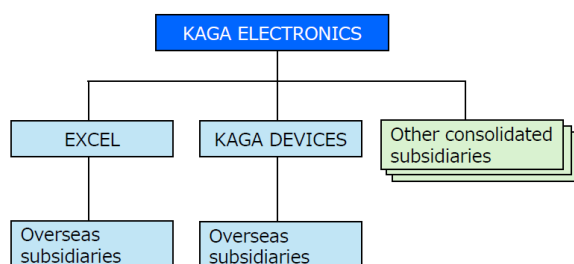 KAGA ELECTRONICS
EXCEL
KAGA DEVICES
Other consolidated
subsidiaries
Overseas
subsidiaries
Overseas
subsidiaries